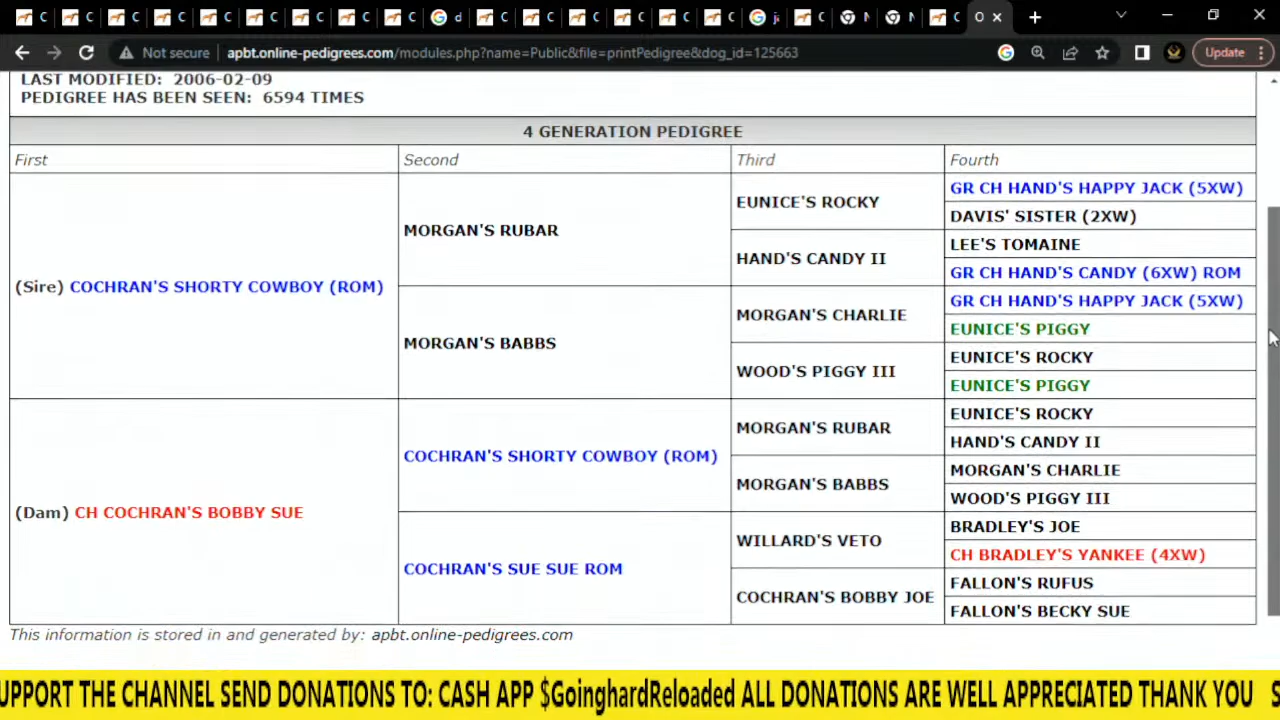 Not secure apbt.online-pedigrees.com/modules.php?name=Public&file=printPedigree&dog_id=125663 Update
LAST MODIFIED: 2006-02-09
PEDIGREE HAS BEEN SEEN: 6594 TIMES
4 GENERATION PEDIGREE
First Second Third Fourth
(Sire) COCHRAN'S SHORTY COWBOY (ROM)
MORGAN'S RUBAR
EUNICE'S ROCKY
GR CH HAND'S HAPPY JACK (5XW)
DAVIS' SISTER (2XW)
HAND'S CANDY II
LEE'S TOMAINE
GR CH HAND'S CANDY (6XW) ROM
MORGAN'S BABBS
MORGAN'S CHARLIE
GR CH HAND'S HAPPY JACK (5XW)
EUNICE'S PIGGY
WOOD'S PIGGY III
EUNICE'S ROCKY
EUNICE'S PIGGY
(Dam) CH COCHRAN'S BOBBY SUE
COCHRAN'S SHORTY COWBOY (ROM)
MORGAN'S RUBAR
EUNICE'S ROCKY
HAND'S CANDY II
MORGAN'S BABBS
MORGAN'S CHARLIE
WOOD'S PIGGY III
COCHRAN'S SUE SUE ROM
WILLARD'S VETO
BRADLEY'S JOE
CH BRADLEY'S YANKEE (4XW)
COCHRAN'S BOBBY JOE
FALLON'S RUFUS
FALLON'S BECKY SUE
This information is stored in and generated by: apbt.online-pedigrees.com
UPPORT THE CHANNEL SEND DONATIONS TO: CASH APP $GoinghardReloaded ALL DONATIONS ARE WELL APPRECIATED THANK YOU S